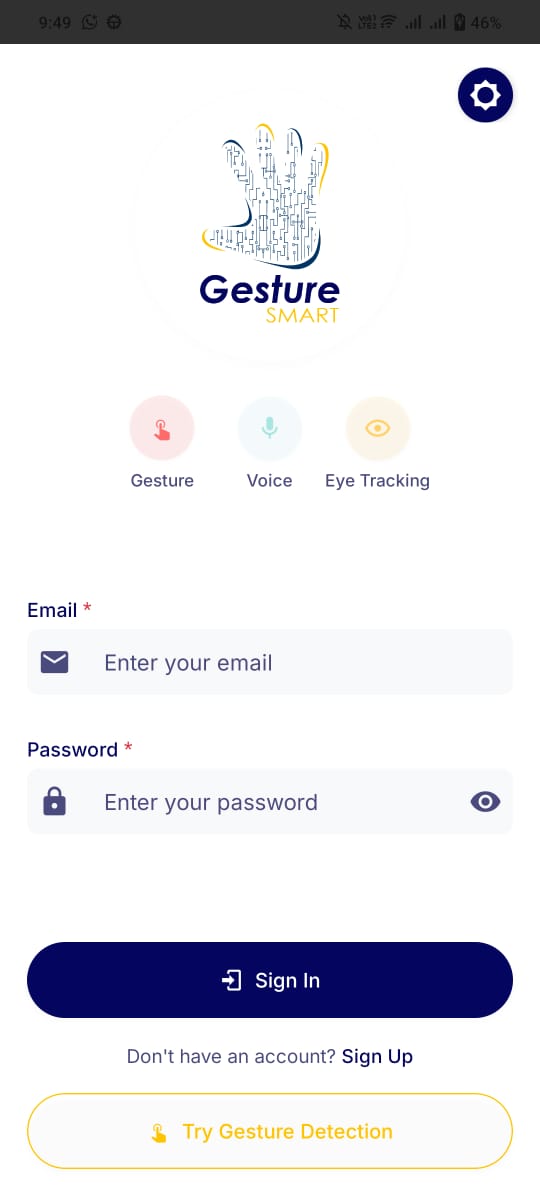 9:49 46%
Gesture
SMART
Gesture Voice Eye Tracking
Email *
Enter your email
Password *
Enter your password
Sign In
Don't have an account? Sign Up
Try Gesture Detection